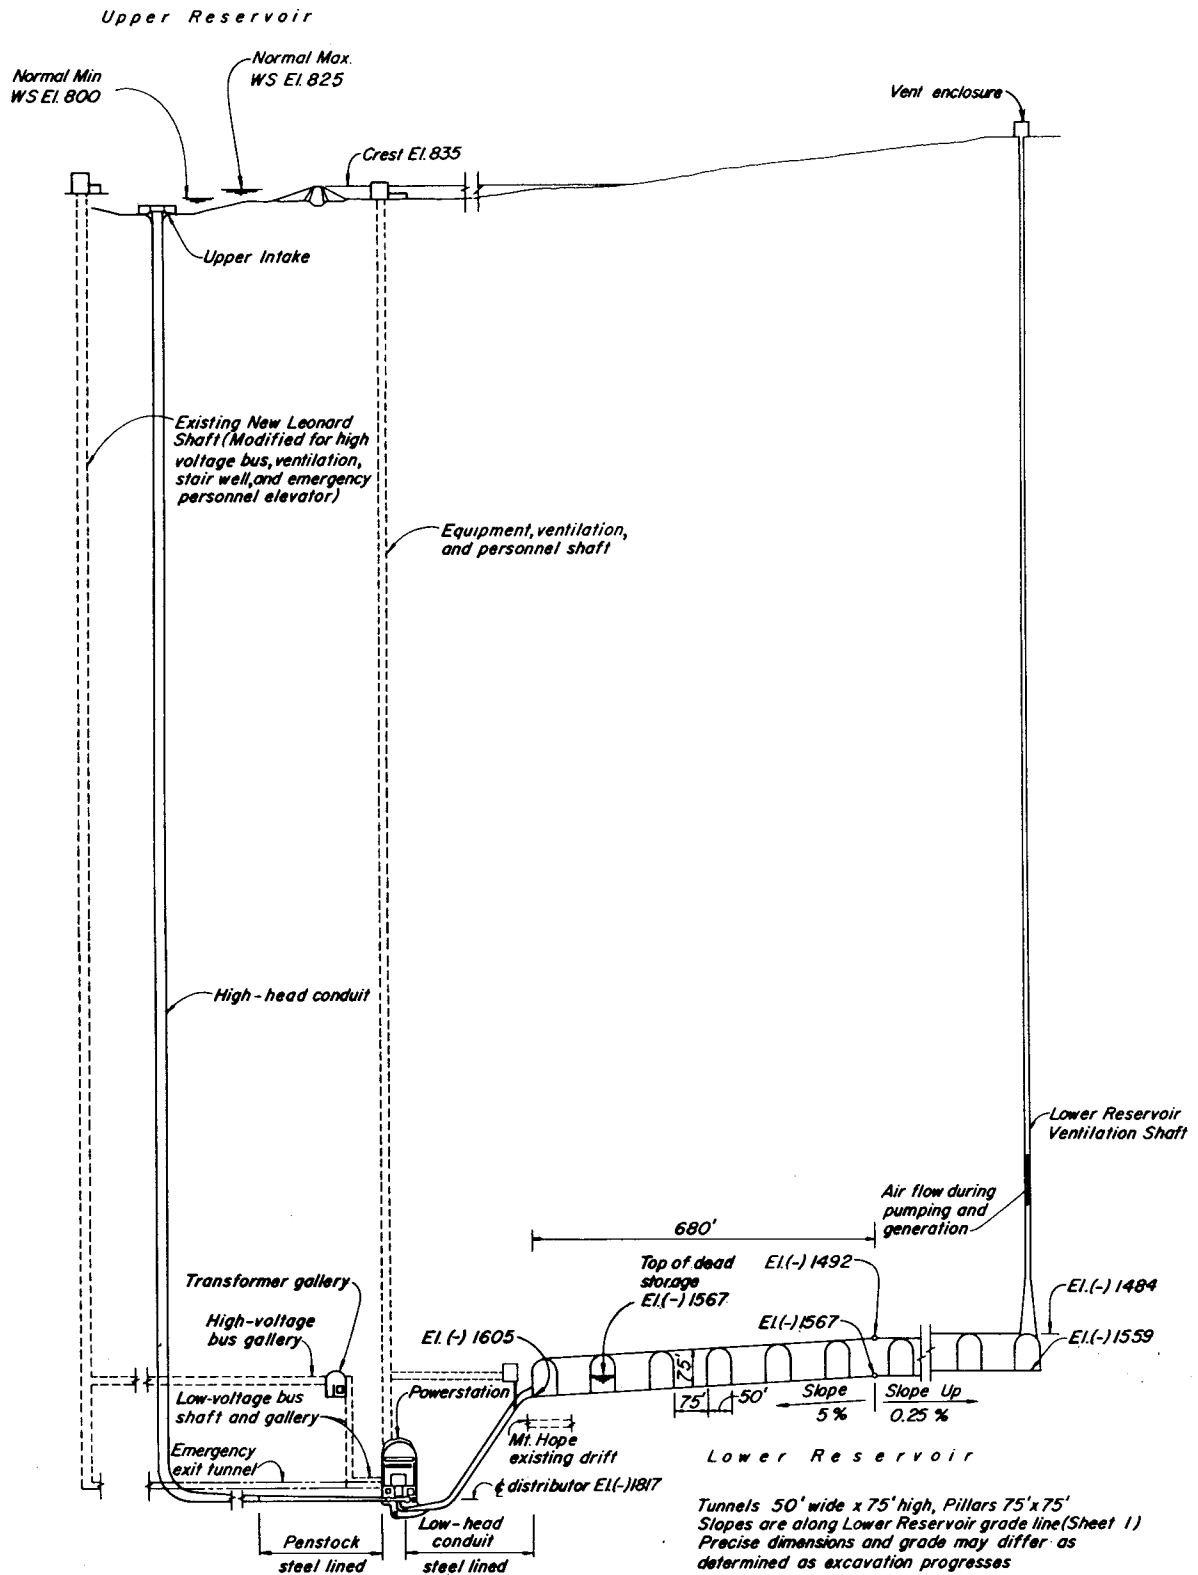 Upper Reservoir
Normal Max.
WS El. 825
Normal Min
WS El. 800
Vent enclosure
Crest El. 835
Upper Intake
Existing New Leonard
Shaft (Modified for high
voltage bus, ventilation,
stair well, and emergency
personnel elevator)
Equipment, ventilation,
and personnel shaft
High-head conduit
Lower Reservoir
Ventilation Shaft
Air flow during
pumping and
generation
680'
Top of dead
storage
El.(-) 1567
El.(-) 1492
El.(-) 1484
Transformer gallery
High-voltage
bus gallery
El.(-) 1605
El.(-) 1567
El.(-) 1559
Low-voltage bus
shaft and gallery
Powerstation
75'
75'
50'
Slope
5 %
Slope Up
0.25 %
Emergency
exit tunnel
Mt. Hope
existing drift
Lower Reservoir
℄ distributor El.(-) 1817
Penstock
steel lined
Low-head
conduit
steel lined
Tunnels 50' wide x 75' high, Pillars 75' x 75'
Slopes are along Lower Reservoir grade line (Sheet 1)
Precise dimensions and grade may differ as
determined as excavation progresses